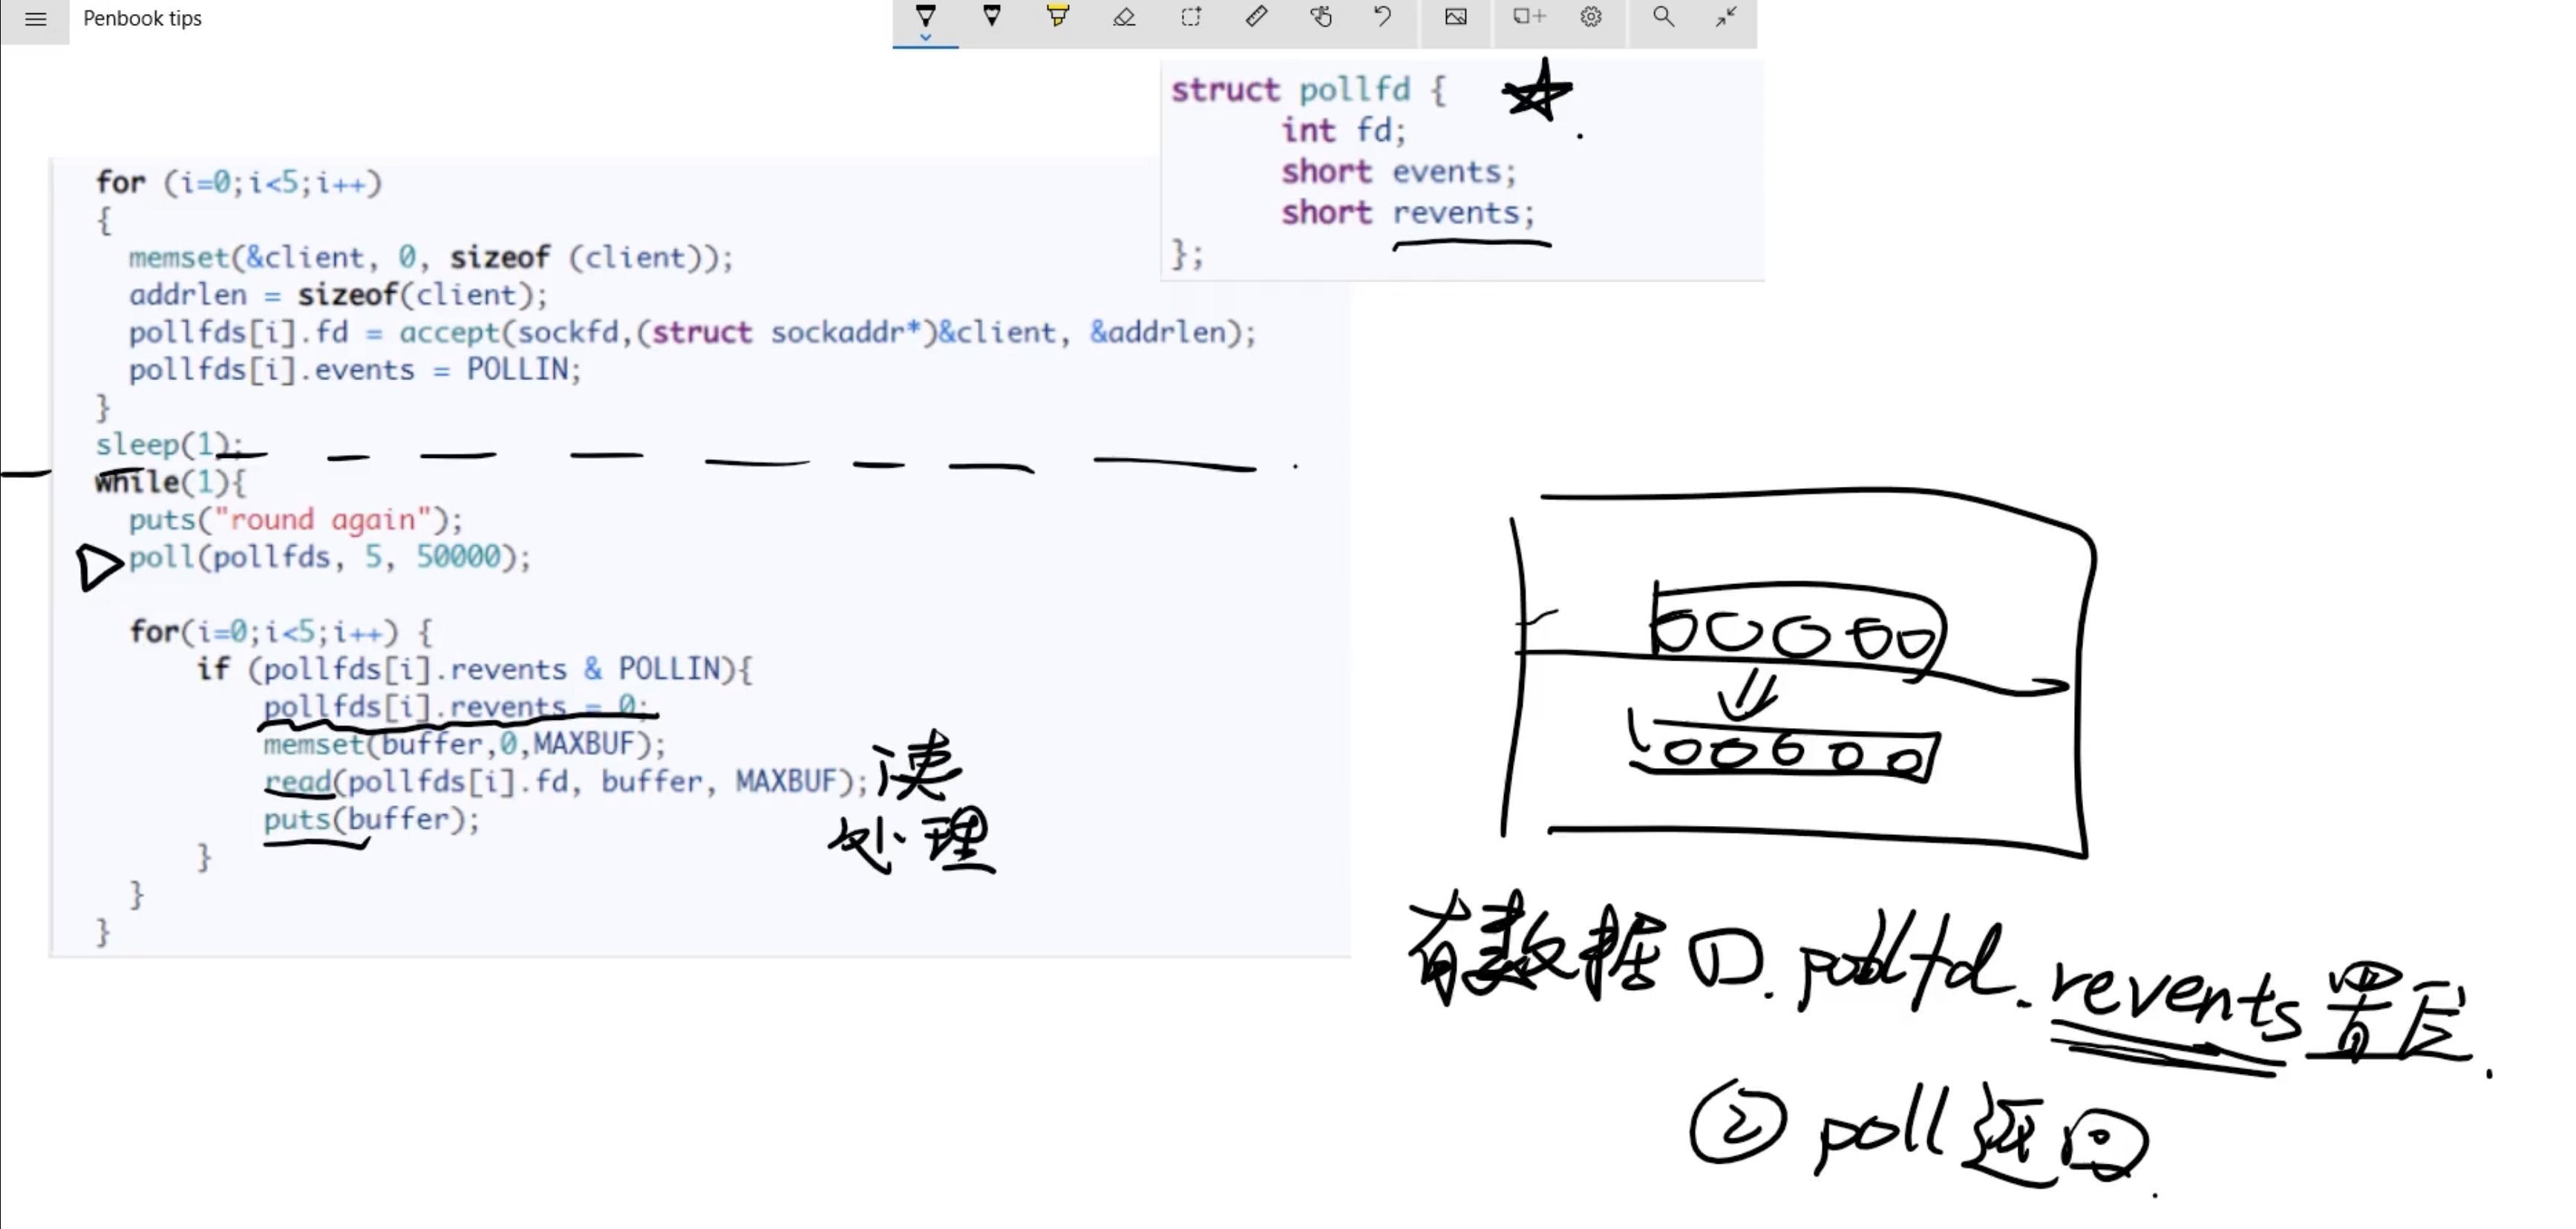 Penbook tips
struct pollfd {
int fd;
short events;
short revents;
};
for (i=0;i<5;i++)
{
memset(&client, 0, sizeof (client));
addrlen = sizeof(client);
pollfds[i].fd = accept(sockfd,(struct sockaddr*)&client, &addrlen);
pollfds[i].events = POLLIN;
}
sleep(1);
while(1){
puts("round again");
poll(pollfds, 5, 50000);
for(i=0;i<5;i++) {
if (pollfds[i].revents & POLLIN){
pollfds[i].revents = 0;
memset(buffer,0,MAXBUF);
read(pollfds[i].fd, buffer, MAXBUF); 读
puts(buffer); 处理
}
}
}
00000
00000
有数据 ①. pollfd.revents 置位.
② poll 返回.